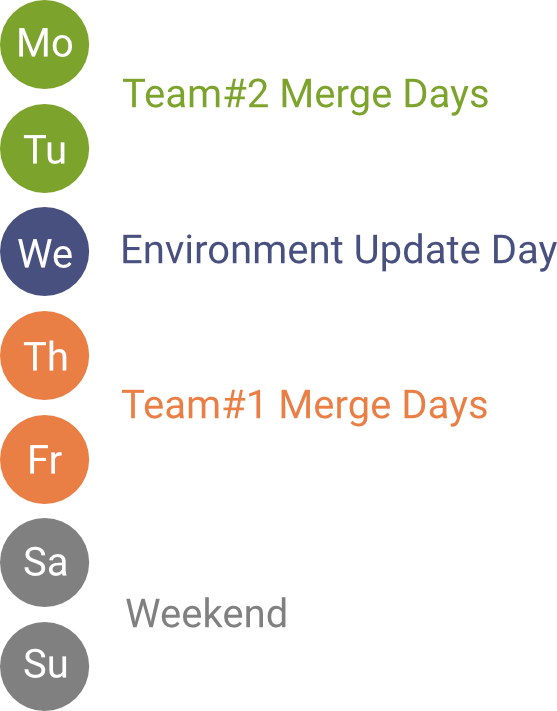 Mo
Team#2 Merge Days
Tu
We Environment Update Day
Th
Team#1 Merge Days
Fr
Sa
Weekend
Su